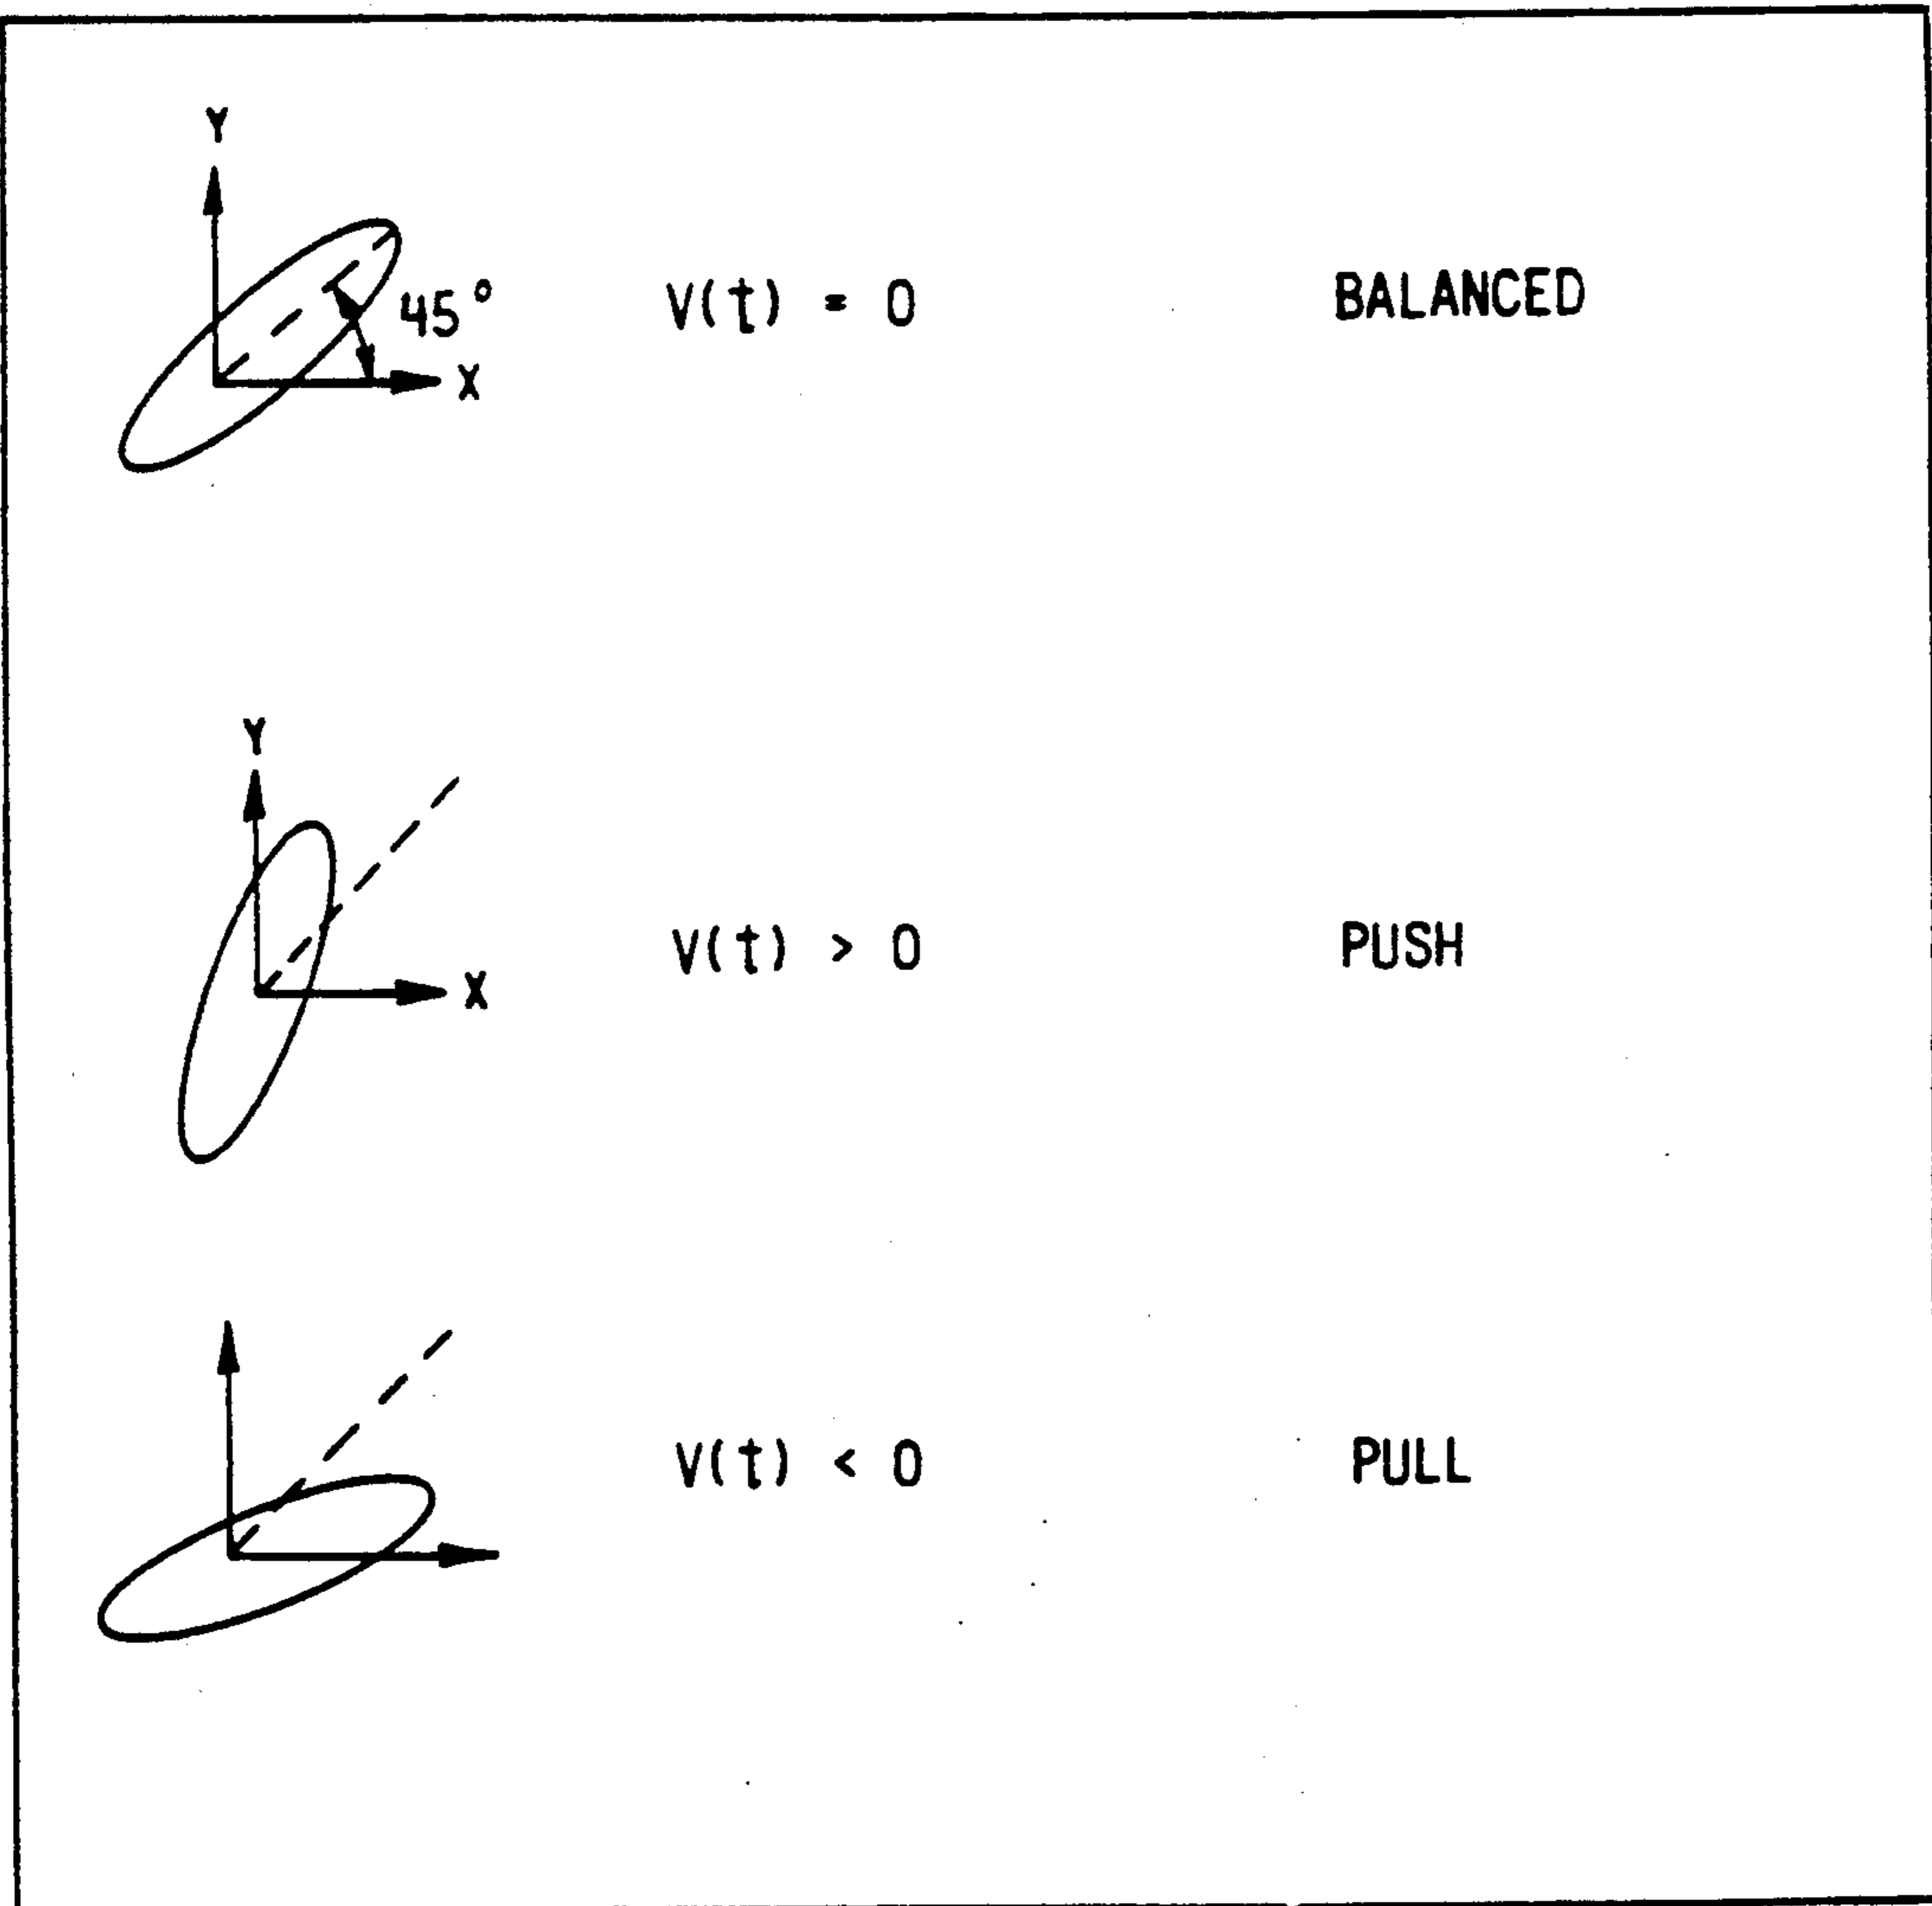 Y
45°
X
V(t) = 0 BALANCED
Y
X
V(t) > 0 PUSH
V(t) < 0 PULL